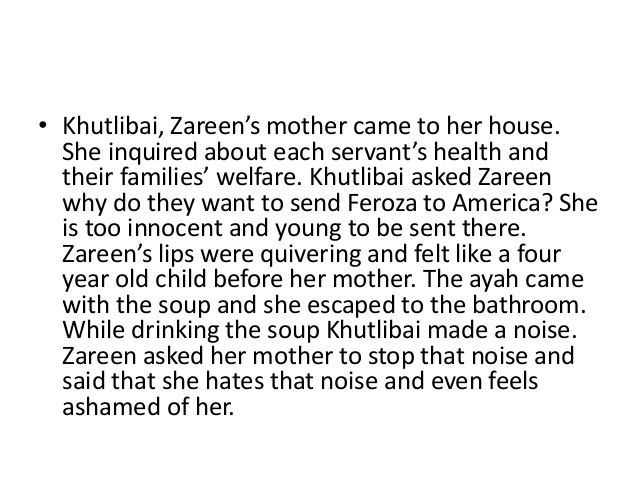 • Khutlibai, Zareen’s mother came to her house.
She inquired about each servant’s health and
their families’ welfare. Khutlibai asked Zareen
why do they want to send Feroza to America? She
is too innocent and young to be sent there.
Zareen’s lips were quivering and felt like a four
year old child before her mother. The ayah came
with the soup and she escaped to the bathroom.
While drinking the soup Khutlibai made a noise.
Zareen asked her mother to stop that noise and
said that she hates that noise and even feels
ashamed of her.